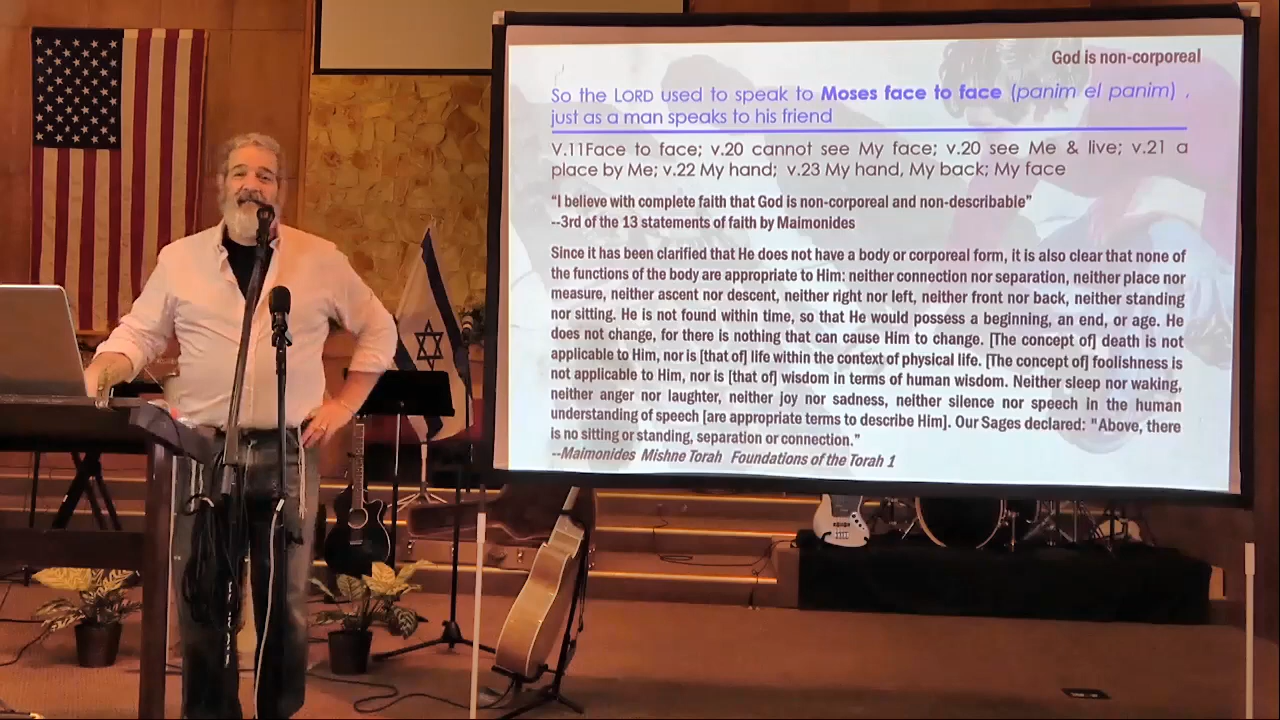 God is non-corporeal
So the LORD used to speak to Moses face to face (panim el panim) ,
just as a man speaks to his friend
V.11Face to face; v.20 cannot see My face; v.20 see Me & live; v.21 a
place by Me; v.22 My hand; v.23 My hand, My back; My face
“I believe with complete faith that God is non-corporeal and non-describable”
--3rd of the 13 statements of faith by Maimonides
Since it has been clarified that He does not have a body or corporeal form, it is also clear that none of
the functions of the body are appropriate to Him: neither connection nor separation, neither place nor
measure, neither ascent nor descent, neither right nor left, neither front nor back, neither standing
nor sitting. He is not found within time, so that He would possess a beginning, an end, or age. He
does not change, for there is nothing that can cause Him to change. [The concept of] death is not
applicable to Him, nor is [that of] life within the context of physical life. [The concept of] foolishness is
not applicable to Him, nor is [that of] wisdom in terms of human wisdom. Neither sleep nor waking,
neither anger nor laughter, neither joy nor sadness, neither silence nor speech in the human
understanding of speech [are appropriate terms to describe Him]. Our Sages declared: "Above, there
is no sitting or standing, separation or connection.”
--Maimonides Mishne Torah Foundations of the Torah 1